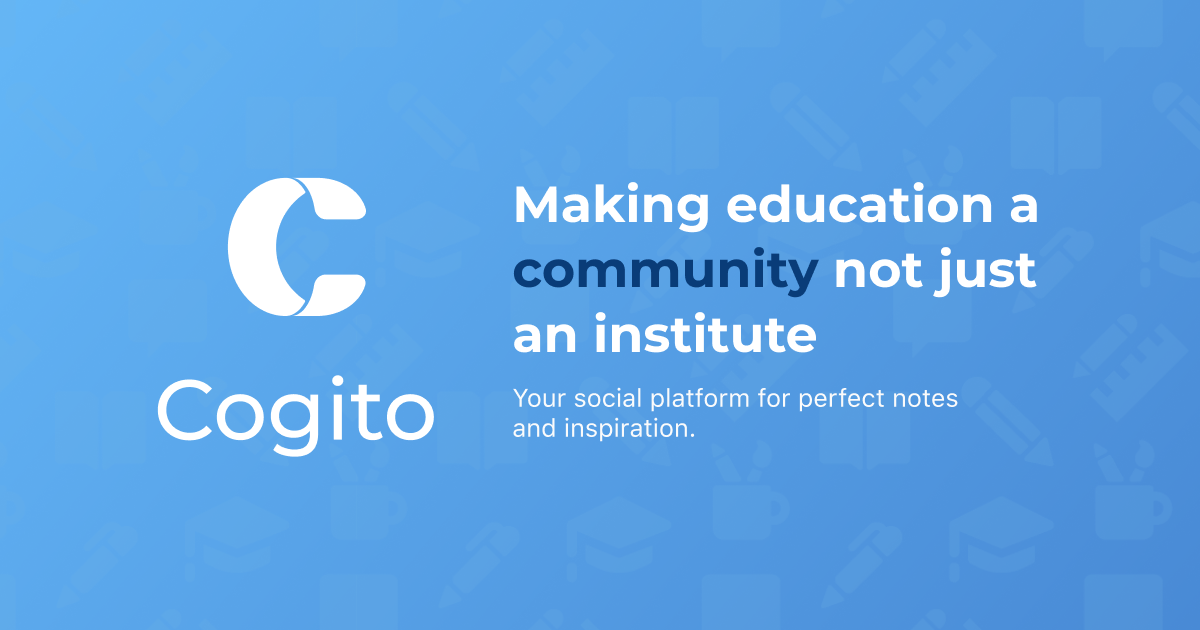 Cogito
Making education a
community not just
an institute
Your social platform for perfect notes
and inspiration.